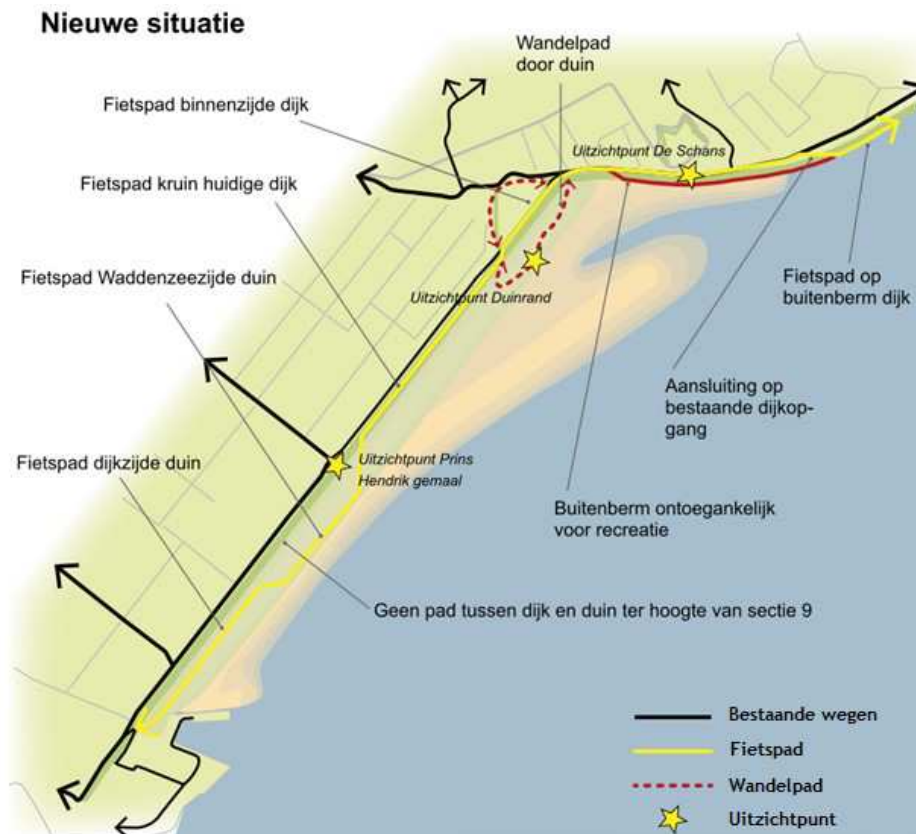 Nieuwe situatie
Wandelpad
door duin
Fietspad binnenzijde dijk
Uitzichtpunt De Schans
Fietspad kruin huidige dijk
Fietspad Waddenzeezijde duin
Fietspad op
buitenberm dijk
Uitzichtpunt Duinrand
Aansluiting op
bestaande dijkop-
gang
Fietspad dijkzijde duin
Uitzichtpunt Prins
Hendrik gemaal
Buitenberm ontoegankelijk
voor recreatie
Geen pad tussen dijk en duin ter hoogte van sectie 9
Bestaande wegen
Fietspad
Wandelpad
Uitzichtpunt